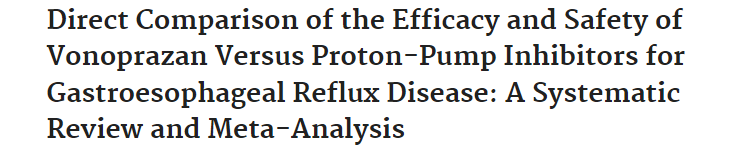 Direct Comparison of the Efficacy and Safety of
Vonoprazan Versus Proton-Pump Inhibitors for
Gastroesophageal Reflux Disease: A Systematic
Review and Meta-Analysis